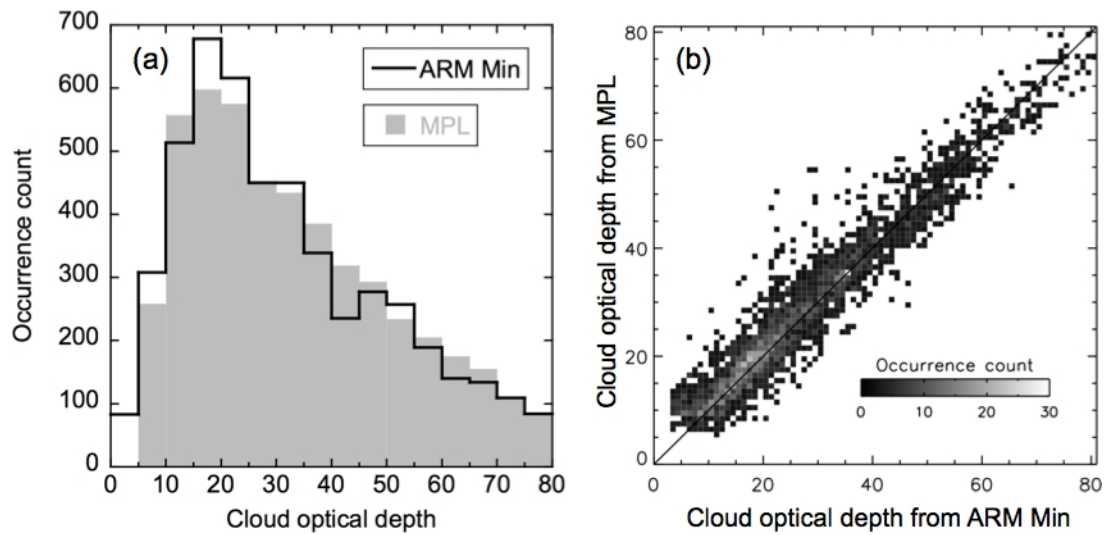 700
600
500
400
300
200
100
0
Occurrence count
(a)
ARM Min
MPL
0 10 20 30 40 50 60 70 80
Cloud optical depth
80
60
40
20
0
Cloud optical depth from MPL
(b)
Occurrence count
0 10 20 30
0 20 40 60 80
Cloud optical depth from ARM Min